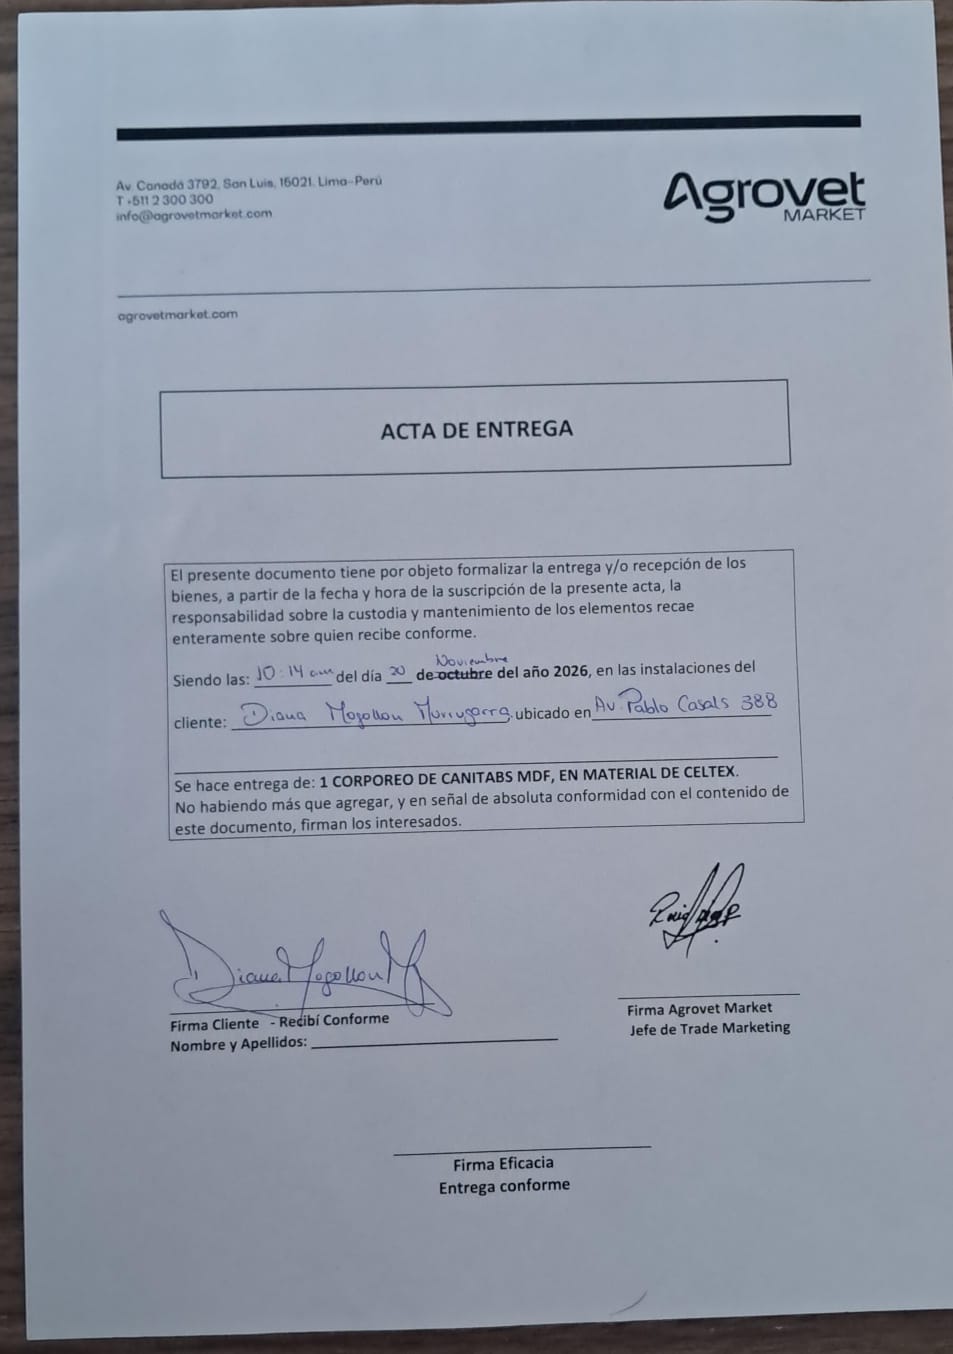 Av. Canadá 3792, San Luis, 15021, Lima-Perú
T +511 2 300 300
info@agrovetmarket.com
Agrovet
MARKET
agrovetmarket.com
ACTA DE ENTREGA
El presente documento tiene por objeto formalizar la entrega y/o recepción de los
bienes, a partir de la fecha y hora de la suscripción de la presente acta, la
responsabilidad sobre la custodia y mantenimiento de los elementos recae
enteramente sobre quien recibe conforme.
Noviembre
Siendo las: 10:14 am del día 20 de octubre del año 2026, en las instalaciones del
cliente: Diana Mogollon Murrugarra, ubicado en Av. Pablo Casals 388
Se hace entrega de: 1 CORPOREO DE CANITABS MDF, EN MATERIAL DE CELTEX.
No habiendo más que agregar, y en señal de absoluta conformidad con el contenido de
este documento, firman los interesados.
Diana Mogollon M
Firma Cliente - Recibí Conforme
Nombre y Apellidos:
Firma Agrovet Market
Jefe de Trade Marketing
Firma Eficacia
Entrega conforme